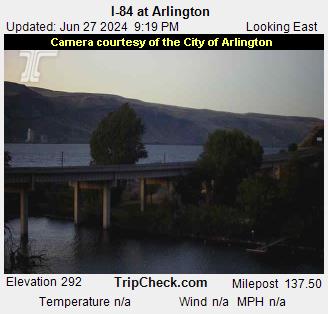 I-84 at Arlington
Updated: Jun 27 2024 9:19 PM Looking East
Camera courtesy of the City of Arlington
Elevation 292 TripCheck.com Milepost 137.50
Temperature n/a Wind n/a MPH n/a